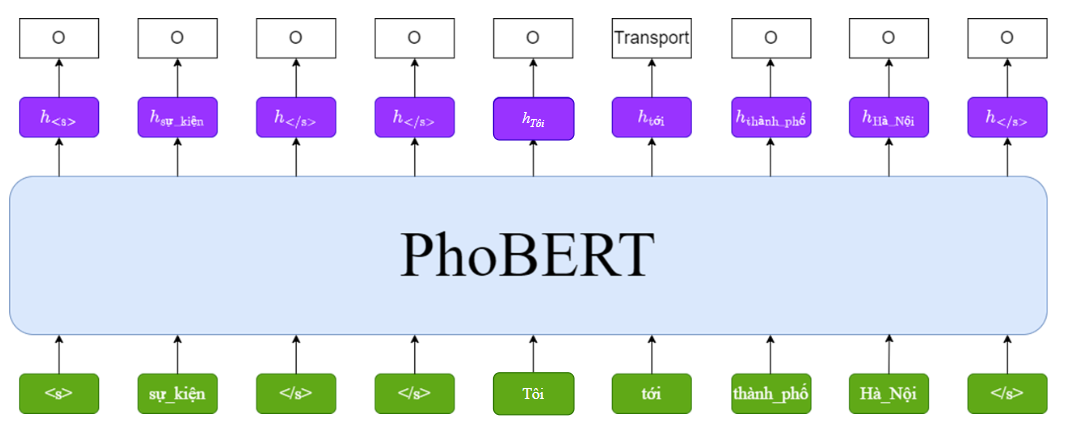 O O O O O Transport O O O
h<s> hsự_kiện h</s> h</s> hTôi htới hthành_phố hHà_Nội h</s>
PhoBERT
<s> sự_kiện </s> </s> Tôi tới thành_phố Hà_Nội </s>